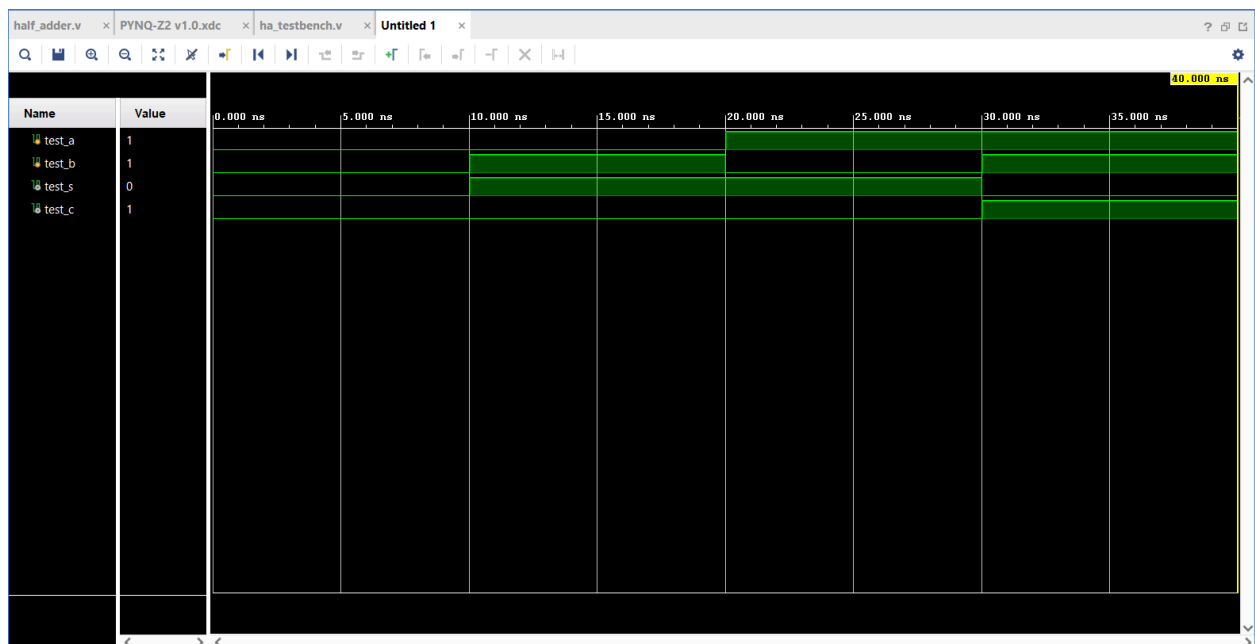 half_adder.v × PYNQ-Z2 v1.0.xdc × ha_testbench.v × Untitled 1 × ?
40.000 ns
Name Value 0.000 ns 5.000 ns 10.000 ns 15.000 ns 20.000 ns 25.000 ns 30.000 ns 35.000 ns
test_a 1
test_b 1
test_s 0
test_c 1